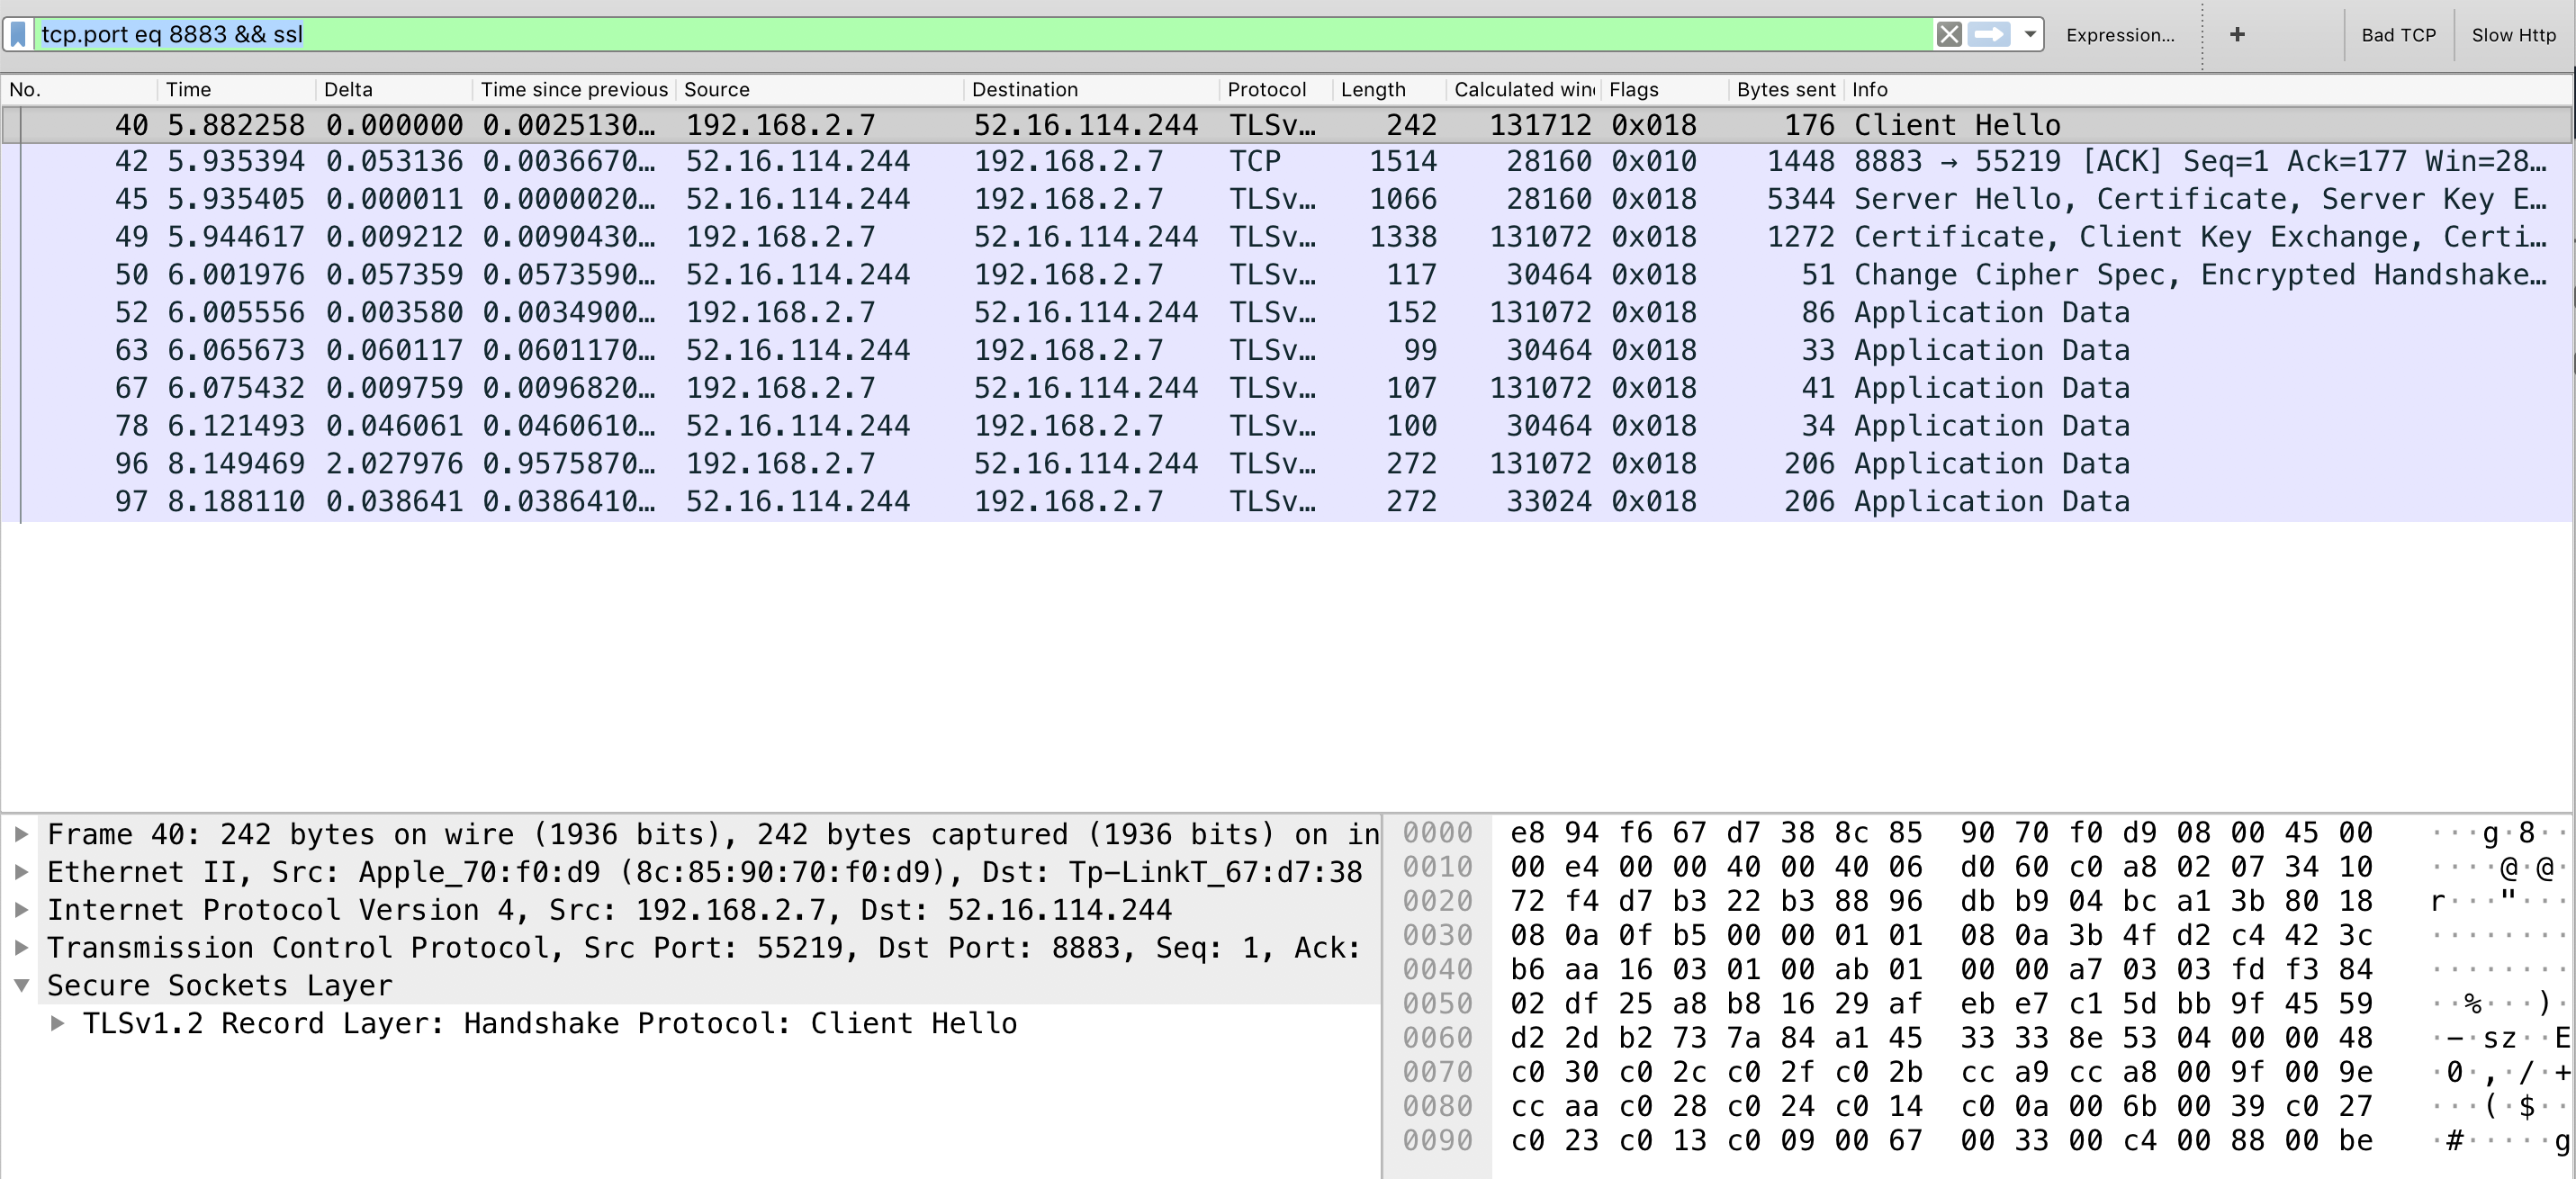 tcp.port eq 8883 && ssl Expression... + Bad TCP Slow Http
No. Time Delta Time since previous Source Destination Protocol Length Calculated win Flags Bytes sent Info
40 5.882258 0.000000 0.0025130… 192.168.2.7 52.16.114.244 TLSv… 242 131712 0x018 176 Client Hello
42 5.935394 0.053136 0.0036670… 52.16.114.244 192.168.2.7 TCP 1514 28160 0x010 1448 8883 → 55219 [ACK] Seq=1 Ack=177 Win=28…
45 5.935405 0.000011 0.0000020… 52.16.114.244 192.168.2.7 TLSv… 1066 28160 0x018 5344 Server Hello, Certificate, Server Key E…
49 5.944617 0.009212 0.0090430… 192.168.2.7 52.16.114.244 TLSv… 1338 131072 0x018 1272 Certificate, Client Key Exchange, Certi…
50 6.001976 0.057359 0.0573590… 52.16.114.244 192.168.2.7 TLSv… 117 30464 0x018 51 Change Cipher Spec, Encrypted Handshake…
52 6.005556 0.003580 0.0034900… 192.168.2.7 52.16.114.244 TLSv… 152 131072 0x018 86 Application Data
63 6.065673 0.060117 0.0601170… 52.16.114.244 192.168.2.7 TLSv… 99 30464 0x018 33 Application Data
67 6.075432 0.009759 0.0096820… 192.168.2.7 52.16.114.244 TLSv… 107 131072 0x018 41 Application Data
78 6.121493 0.046061 0.0460610… 52.16.114.244 192.168.2.7 TLSv… 100 30464 0x018 34 Application Data
96 8.149469 2.027976 0.9575870… 192.168.2.7 52.16.114.244 TLSv… 272 131072 0x018 206 Application Data
97 8.188110 0.038641 0.0386410… 52.16.114.244 192.168.2.7 TLSv… 272 33024 0x018 206 Application Data
Frame 40: 242 bytes on wire (1936 bits), 242 bytes captured (1936 bits) on in
Ethernet II, Src: Apple_70:f0:d9 (8c:85:90:70:f0:d9), Dst: Tp-LinkT_67:d7:38
Internet Protocol Version 4, Src: 192.168.2.7, Dst: 52.16.114.244
Transmission Control Protocol, Src Port: 55219, Dst Port: 8883, Seq: 1, Ack:
Secure Sockets Layer
TLSv1.2 Record Layer: Handshake Protocol: Client Hello
0000 e8 94 f6 67 d7 38 8c 85 90 70 f0 d9 08 00 45 00 ···g·8··
0010 00 e4 00 00 40 00 40 06 d0 60 c0 a8 02 07 34 10 ····@·@·
0020 72 f4 d7 b3 22 b3 88 96 db b9 04 bc a1 3b 80 18 r···"···
0030 08 0a 0f b5 00 00 01 01 08 0a 3b 4f d2 c4 42 3c ········
0040 b6 aa 16 03 01 00 ab 01 00 00 a7 03 03 fd f3 84 ········
0050 02 df 25 a8 b8 16 29 af eb e7 c1 5d bb 9f 45 59 ··%···)·
0060 d2 2d b2 73 7a 84 a1 45 33 33 8e 53 04 00 00 48 ·-·sz··E
0070 c0 30 c0 2c c0 2f c0 2b cc a9 cc a8 00 9f 00 9e ·0·,·/·+
0080 cc aa c0 28 c0 24 c0 14 c0 0a 00 6b 00 39 c0 27 ···(·$··
0090 c0 23 c0 13 c0 09 00 67 00 33 00 c4 00 88 00 be ·#·····g